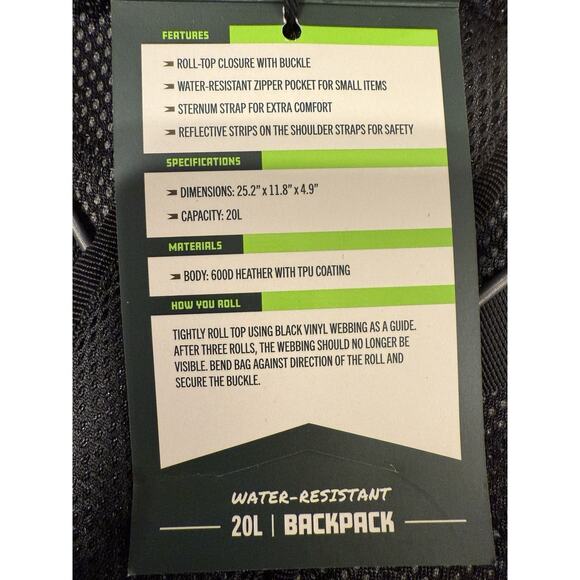 FEATURES
ROLL-TOP CLOSURE WITH BUCKLE
WATER-RESISTANT ZIPPER POCKET FOR SMALL ITEMS
STERNUM STRAP FOR EXTRA COMFORT
REFLECTIVE STRIPS ON THE SHOULDER STRAPS FOR SAFETY
SPECIFICATIONS
DIMENSIONS: 25.2" x 11.8" x 4.9"
CAPACITY: 20L
MATERIALS
BODY: 600D HEATHER WITH TPU COATING
HOW YOU ROLL
TIGHTLY ROLL TOP USING BLACK VINYL WEBBING AS A GUIDE.
AFTER THREE ROLLS, THE WEBBING SHOULD NO LONGER BE
VISIBLE. BEND BAG AGAINST DIRECTION OF THE ROLL AND
SECURE THE BUCKLE.
WATER-RESISTANT
20L | BACKPACK